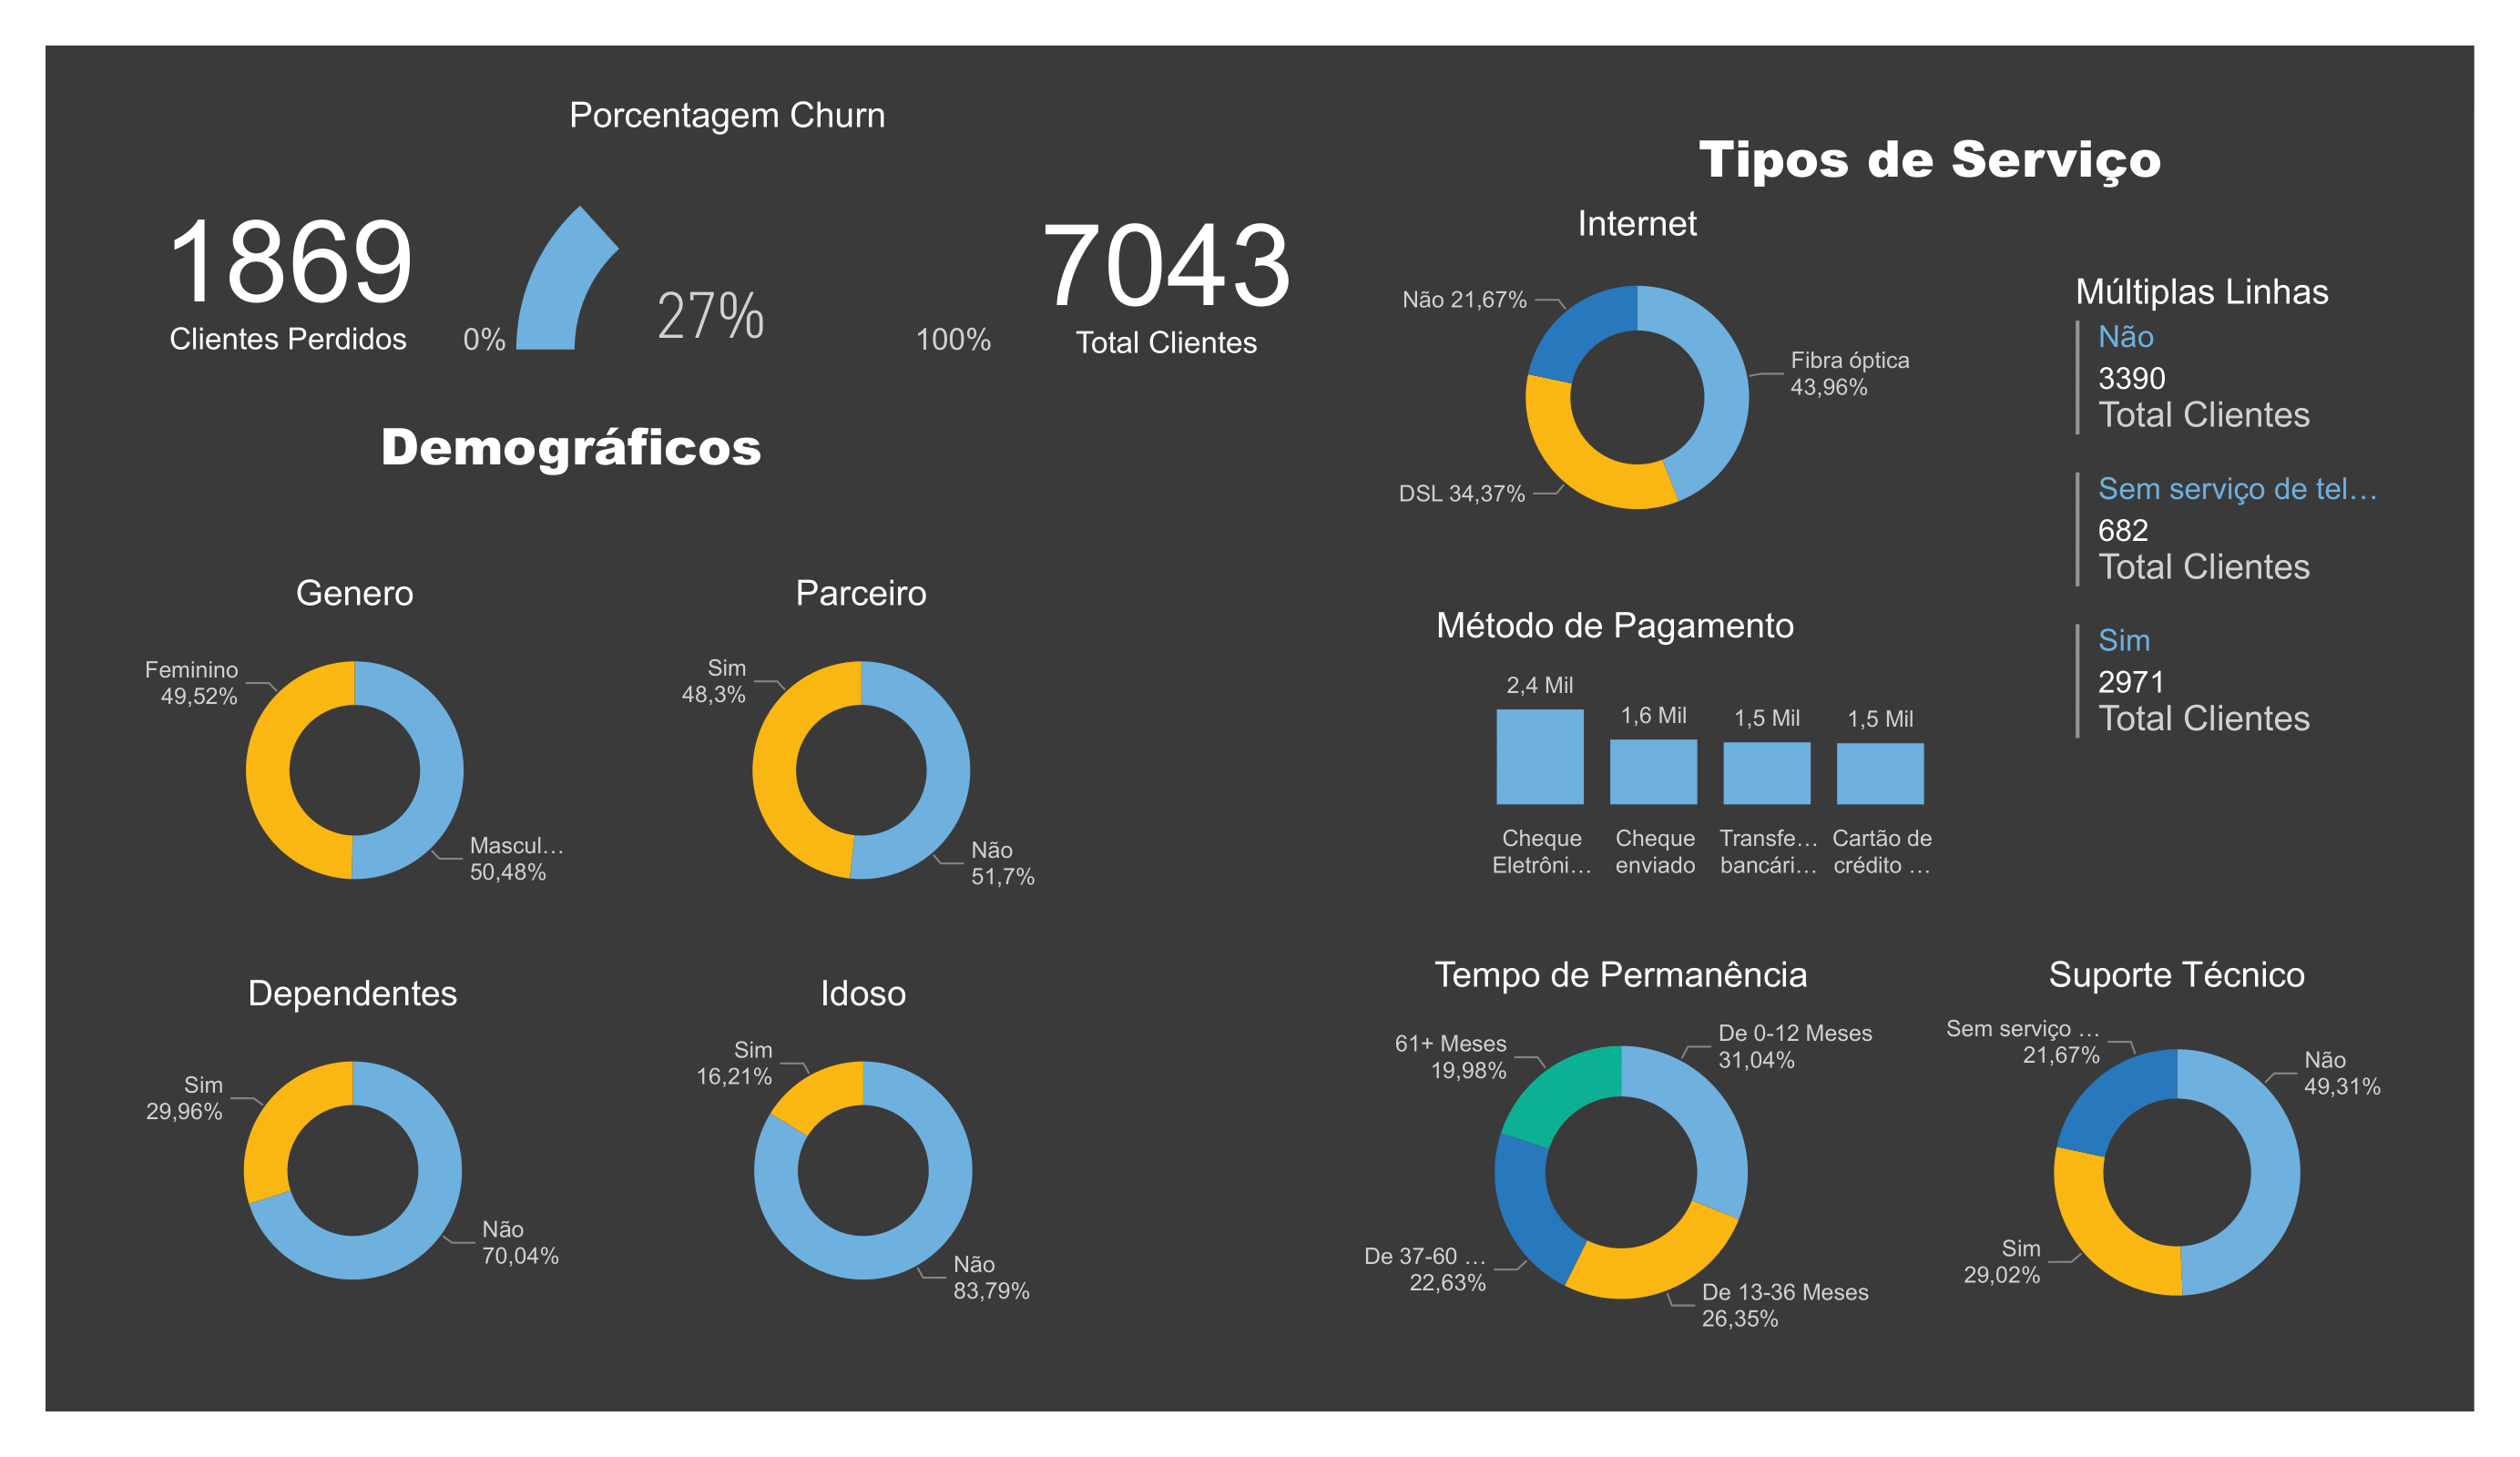 Porcentagem Churn
1869
Clientes Perdidos
0%
27%
100%
7043
Total Clientes
Demográficos
Genero
Feminino
49,52%
Mascul…
50,48%
Parceiro
Sim
48,3%
Não
51,7%
Dependentes
Sim
29,96%
Não
70,04%
Idoso
Sim
16,21%
Não
83,79%
Tipos de Serviço
Internet
Não 21,67%
Fibra óptica
43,96%
DSL 34,37%
Múltiplas Linhas
Não
3390
Total Clientes
Sem serviço de tel…
682
Total Clientes
Sim
2971
Total Clientes
Método de Pagamento
2,4 Mil
1,6 Mil
1,5 Mil
1,5 Mil
Cheque
Eletrôni…
Cheque
enviado
Transfe…
bancári…
Cartão de
crédito …
Tempo de Permanência
61+ Meses
19,98%
De 0-12 Meses
31,04%
De 37-60 …
22,63%
De 13-36 Meses
26,35%
Suporte Técnico
Sem serviço …
21,67%
Não
49,31%
Sim
29,02%